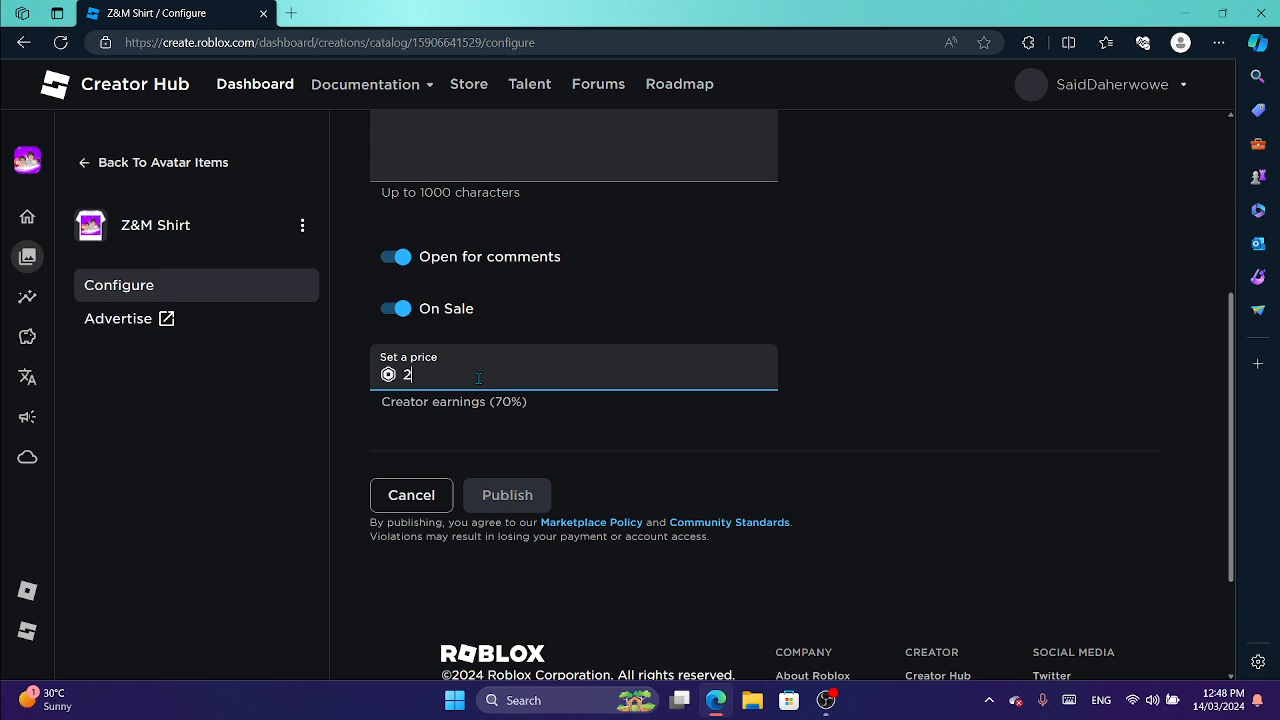 Z&M Shirt / Configure
https://create.roblox.com/dashboard/creations/catalog/15906641529/configure
Creator Hub
Dashboard
Documentation
Store
Talent
Forums
Roadmap
SaidDaherwowe
Back To Avatar Items
Z&M Shirt
Configure
Advertise
Up to 1000 characters
Open for comments
On Sale
Set a price
2
Creator earnings (70%)
Cancel
Publish
By publishing, you agree to our Marketplace Policy and Community Standards.
Violations may result in losing your payment or account access.
ROBLOX
©2024 Roblox Corporation. All rights reserved.
COMPANY
About Roblox
CREATOR
Creator Hub
SOCIAL MEDIA
Twitter
1
30°C
Sunny
Search
ENG
12:48 PM
14/03/2024